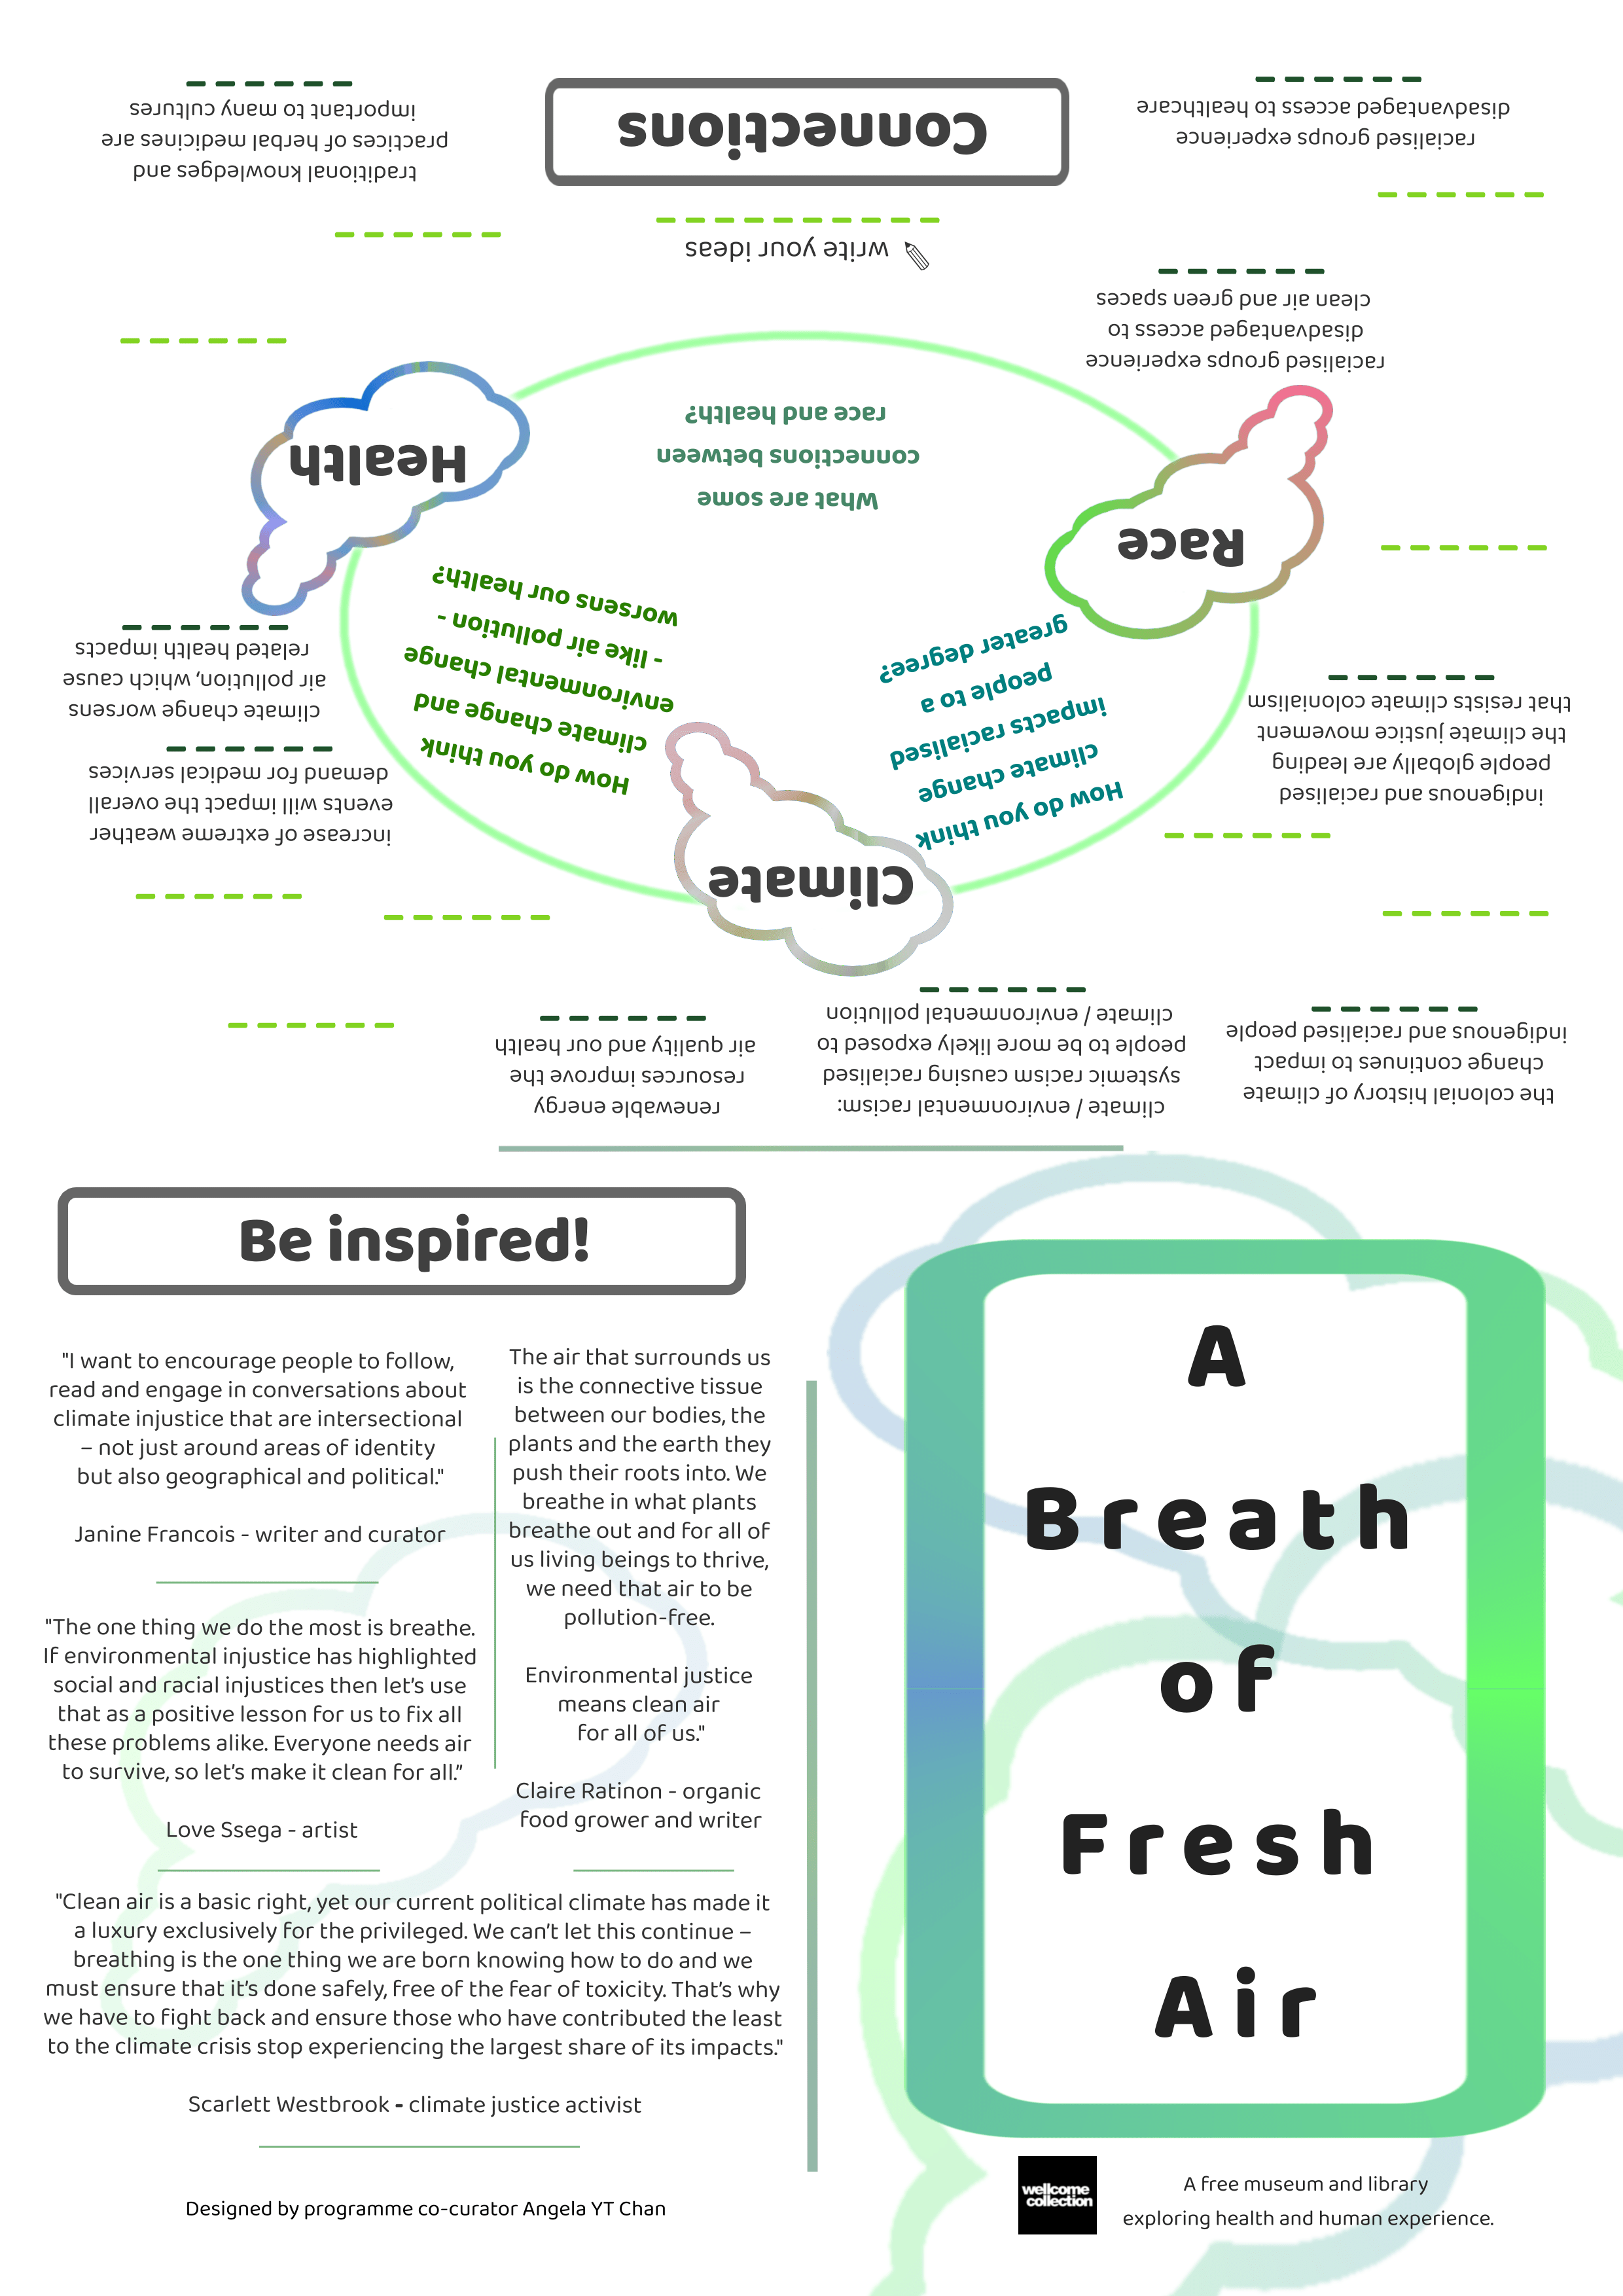 Connections
write your ideas
racialised groups experience
disadvantaged access to healthcare
traditional knowledges and
practices of herbal medicines are
important to many cultures
racialised groups experience
disadvantaged access to
clean air and green spaces
Health
Race
Climate
What are some
connections between
race and health?
How do you think
climate change and
environmental change
- like air pollution -
worsens our health?
How do you think
climate change
impacts racialised
people to a
greater degree?
climate change worsens
air pollution, which cause
related health impacts
increase of extreme weather
events will impact the overall
demand for medical services
indigenous and racialised
people globally are leading
the climate justice movement
that resists climate colonialism
renewable energy
resources improve the
air quality and our health
climate / environmental racism:
systemic racism causing racialised
people to be more likely exposed to
climate / environmental pollution
the colonial history of climate
change continues to impact
indigenous and racialised people
Be inspired!
"I want to encourage people to follow,
read and engage in conversations about
climate injustice that are intersectional
– not just around areas of identity
but also geographical and political."
Janine Francois - writer and curator
"The one thing we do the most is breathe.
If environmental injustice has highlighted
social and racial injustices then let's use
that as a positive lesson for us to fix all
these problems alike. Everyone needs air
to survive, so let's make it clean for all.”
Love Ssega - artist
The air that surrounds us
is the connective tissue
between our bodies, the
plants and the earth they
push their roots into. We
breathe in what plants
breathe out and for all of
us living beings to thrive,
we need that air to be
pollution-free.
Environmental justice
means clean air
for all of us."
Claire Ratinon - organic
food grower and writer
"Clean air is a basic right, yet our current political climate has made it
a luxury exclusively for the privileged. We can't let this continue –
breathing is the one thing we are born knowing how to do and we
must ensure that it's done safely, free of the fear of toxicity. That's why
we have to fight back and ensure those who have contributed the least
to the climate crisis stop experiencing the largest share of its impacts."
Scarlett Westbrook - climate justice activist
Designed by programme co-curator Angela YT Chan
A
Breath
of
Fresh
Air
wellcome
collection
A free museum and library
exploring health and human experience.